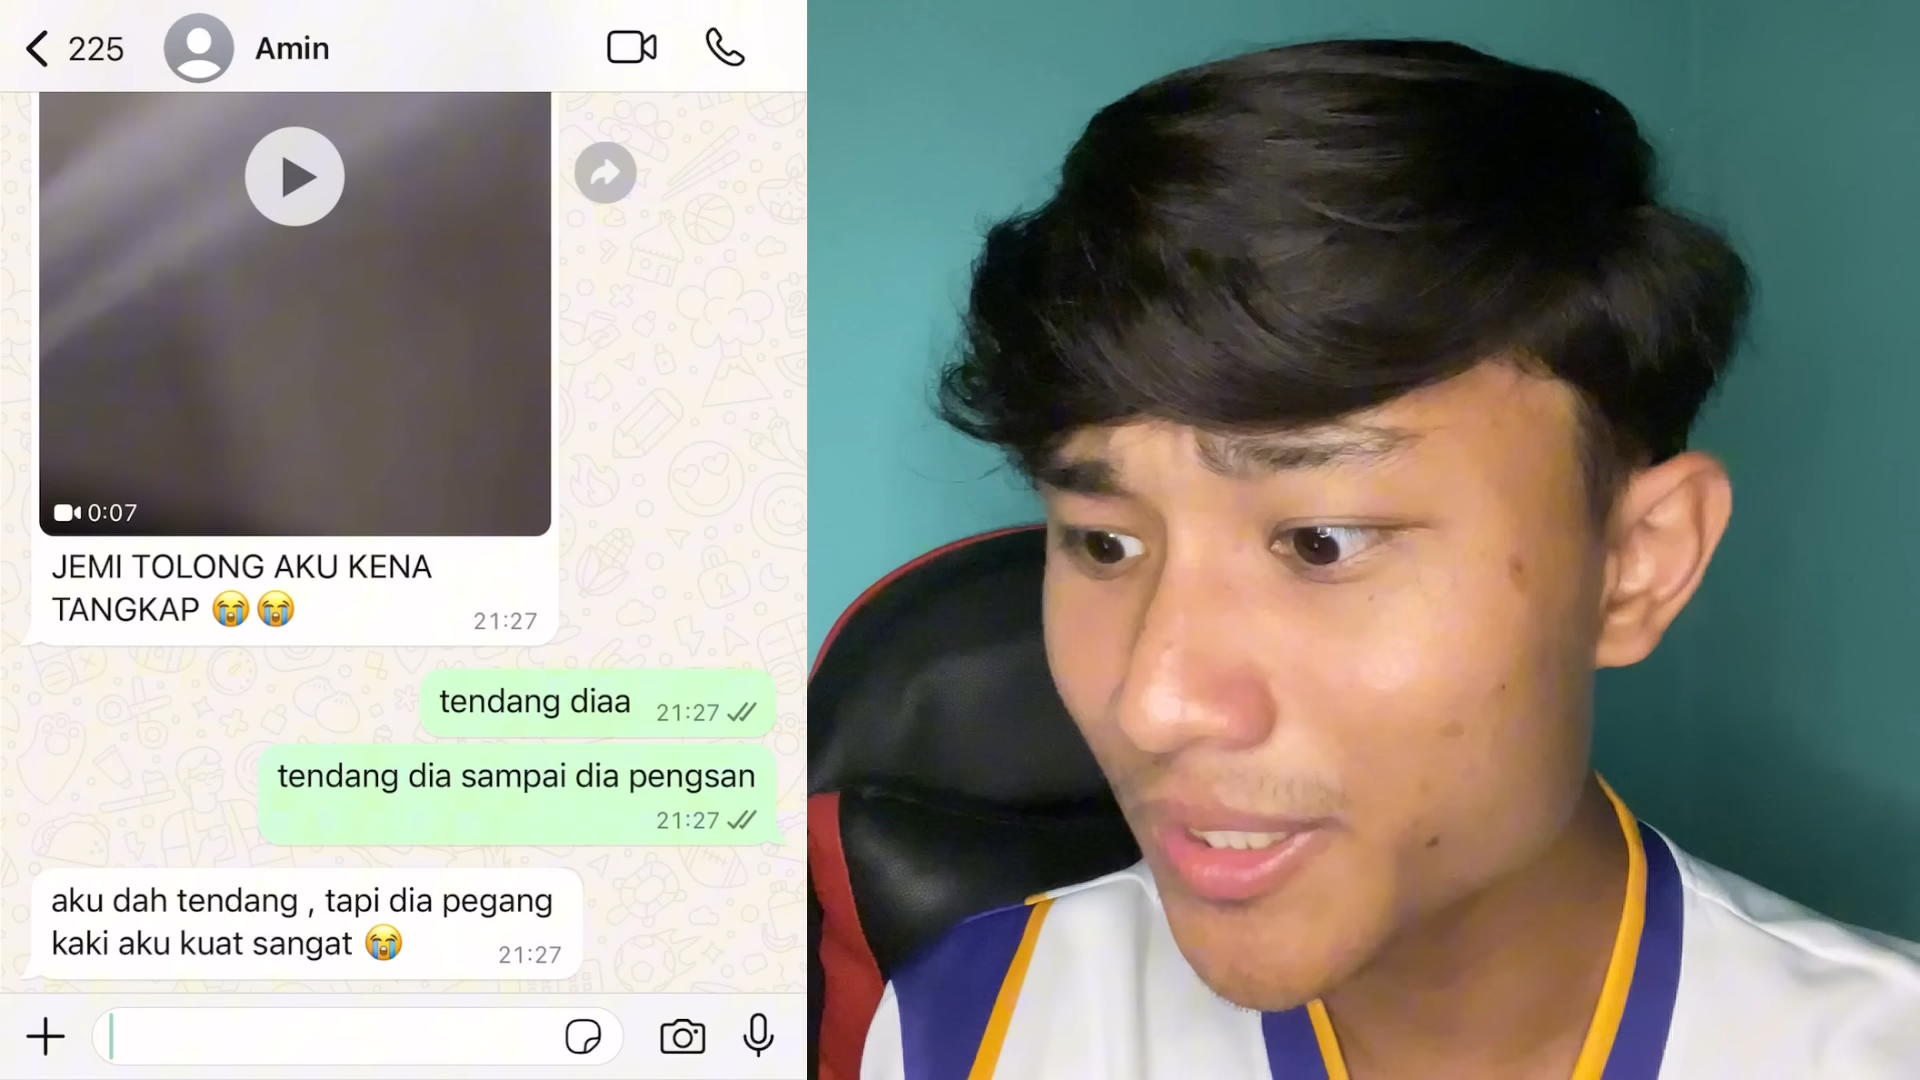 225
Amin
0:07
JEMI TOLONG AKU KENA
TANGKAP 😭😭
21:27
tendang diaa 21:27
tendang dia sampai dia pengsan
21:27
aku dah tendang , tapi dia pegang
kaki aku kuat sangat 😭
21:27